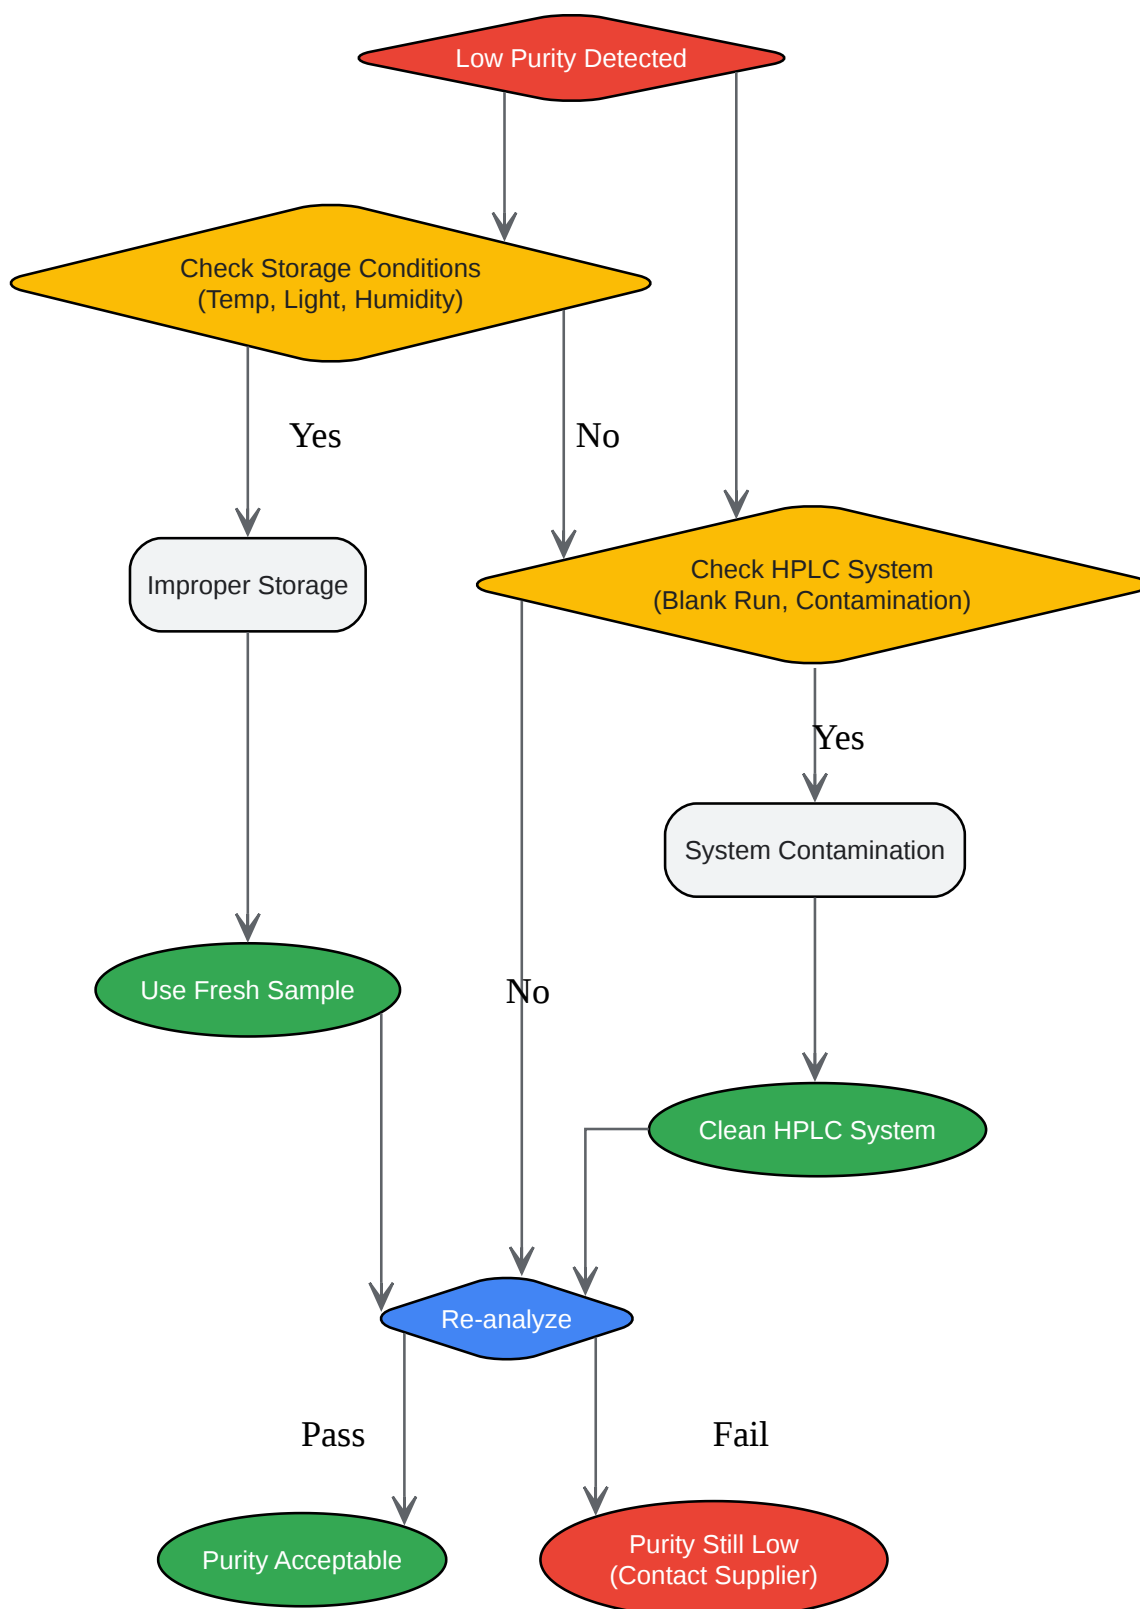 Low Purity Detected
Check Storage Conditions
(Temp, Light, Humidity)
Yes
No
Improper Storage
Check HPLC System
(Blank Run, Contamination)
Yes
System Contamination
Use Fresh Sample
No
Clean HPLC System
Re-analyze
Pass
Fail
Purity Acceptable
Purity Still Low
(Contact Supplier)